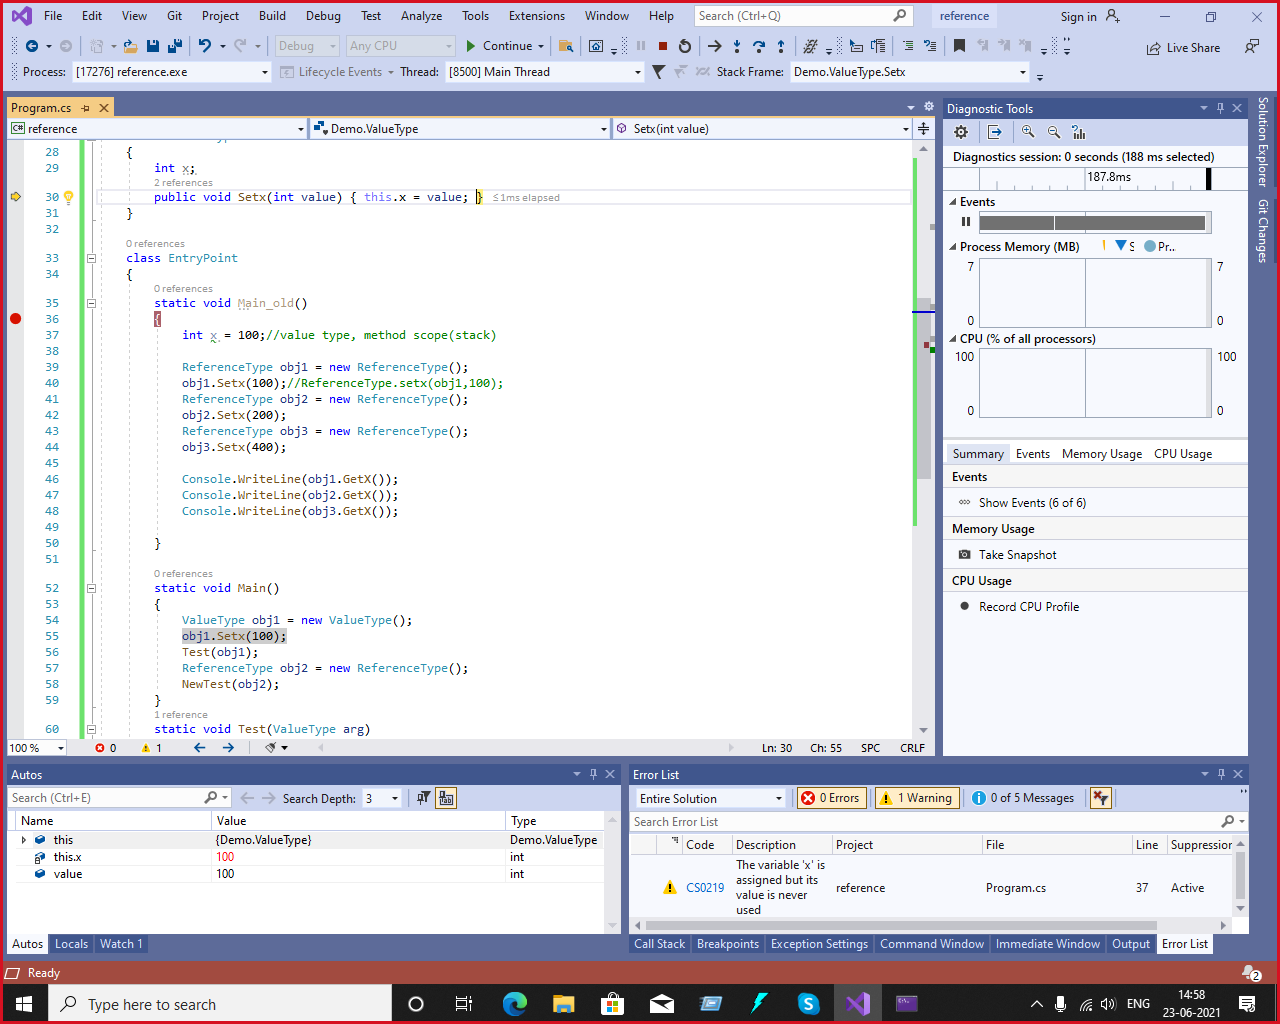 File Edit View Git Project Build Debug Test Analyze Tools Extensions Window Help Search (Ctrl+Q) reference Sign in
Debug Any CPU Continue Live Share
Process: [17276] reference.exe Lifecycle Events Thread: [8500] Main Thread Stack Frame: Demo.ValueType.Setx
Program.cs
C# reference Demo.ValueType Setx(int value)
28 {
29 int x;
2 references
30 public void Setx(int value) { this.x = value; } ≤1ms elapsed
31 }
32
0 references
33 class EntryPoint
34 {
0 references
35 static void Main_old()
36 {
37 int x = 100;//value type, method scope(stack)
38
39 ReferenceType obj1 = new ReferenceType();
40 obj1.Setx(100);//ReferenceType.setx(obj1,100);
41 ReferenceType obj2 = new ReferenceType();
42 obj2.Setx(200);
43 ReferenceType obj3 = new ReferenceType();
44 obj3.Setx(400);
45
46 Console.WriteLine(obj1.GetX());
47 Console.WriteLine(obj2.GetX());
48 Console.WriteLine(obj3.GetX());
49
50 }
51
0 references
52 static void Main()
53 {
54 ValueType obj1 = new ValueType();
55 obj1.Setx(100);
56 Test(obj1);
57 ReferenceType obj2 = new ReferenceType();
58 NewTest(obj2);
59 }
1 reference
60 static void Test(ValueType arg)
100 % 0 1 Ln: 30 Ch: 55 SPC CRLF
Diagnostic Tools
Diagnostics session: 0 seconds (188 ms selected)
187.8ms
Events
Process Memory (MB) S Pr..
7 7
0 0
CPU (% of all processors)
100 100
0 0
Summary Events Memory Usage CPU Usage
Events
Show Events (6 of 6)
Memory Usage
Take Snapshot
CPU Usage
Record CPU Profile
Solution Explorer
Git Changes
Autos
Search (Ctrl+E) Search Depth: 3
Name Value Type
this {Demo.ValueType} Demo.ValueType
this.x 100 int
value 100 int
Autos Locals Watch 1
Error List
Entire Solution 0 Errors 1 Warning 0 of 5 Messages
Search Error List
Code Description Project File Line Suppression
CS0219 The variable 'x' is assigned but its value is never used reference Program.cs 37 Active
Call Stack Breakpoints Exception Settings Command Window Immediate Window Output Error List
Ready 2
Type here to search ENG 14:58
23-06-2021